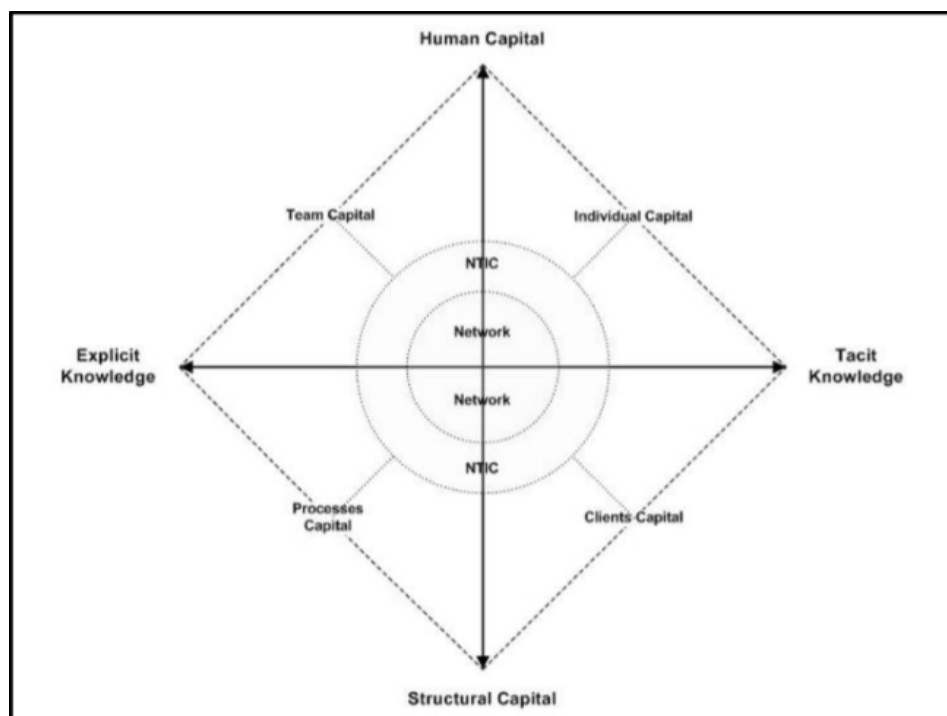 Human Capital
Team Capital
Individual Capital
NTIC
Network
Explicit
Knowledge
Tacit
Knowledge
Network
NTIC
Processes
Capital
Clients Capital
Structural Capital